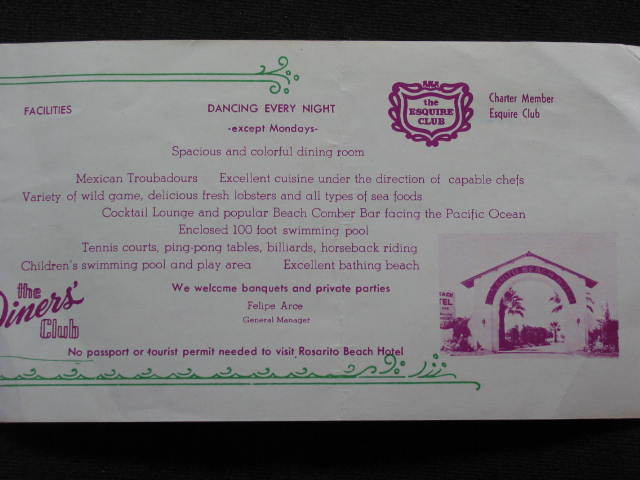 FACILITIES
DANCING EVERY NIGHT
-except Mondays-
the
ESQUIRE
CLUB
Charter Member
Esquire Club
Spacious and colorful dining room
Mexican Troubadours Excellent cuisine under the direction of capable chefs
Variety of wild game, delicious fresh lobsters and all types of sea foods
Cocktail Lounge and popular Beach Comber Bar facing the Pacific Ocean
Enclosed 100 foot swimming pool
Tennis courts, ping-pong tables, billiards, horseback riding
Children's swimming pool and play area Excellent bathing beach
the
Diners'
Club
We welcome banquets and private parties
Felipe Arce
General Manager
No passport or tourist permit needed to visit Rosarito Beach Hotel